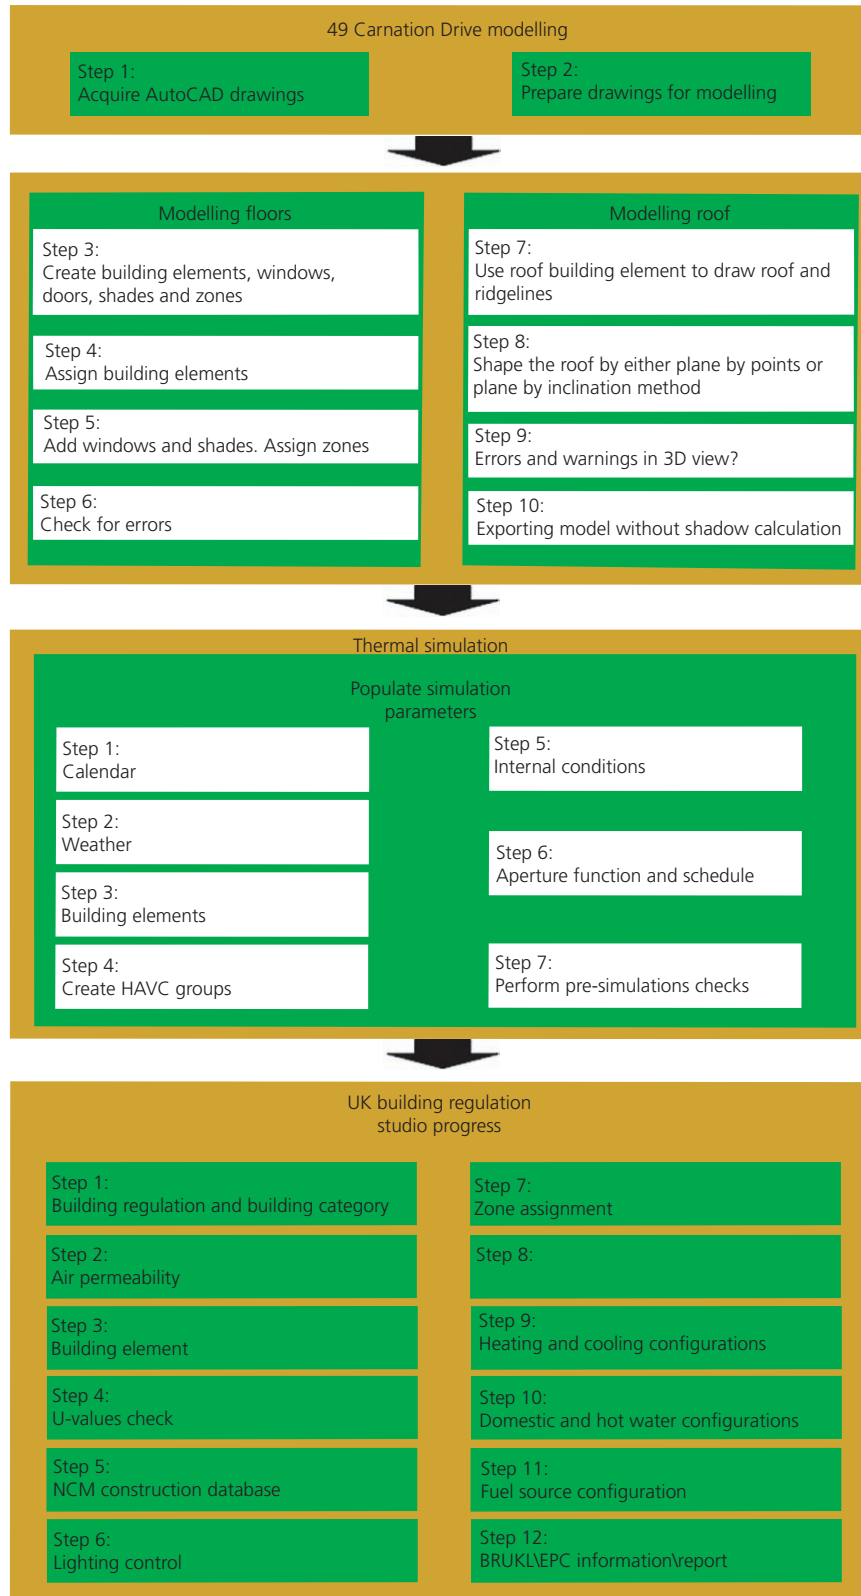 49 Carnation Drive modelling
Step 1:
Acquire AutoCAD drawings
Step 2:
Prepare drawings for modelling
Modelling floors
Step 3:
Create building elements, windows,
doors, shades and zones
Step 4:
Assign building elements
Step 5:
Add windows and shades. Assign zones
Step 6:
Check for errors
Modelling roof
Step 7:
Use roof building element to draw roof and
ridgelines
Step 8:
Shape the roof by either plane by points or
plane by inclination method
Step 9:
Errors and warnings in 3D view?
Step 10:
Exporting model without shadow calculation
Thermal simulation
Populate simulation
parameters
Step 1:
Calendar
Step 2:
Weather
Step 3:
Building elements
Step 4:
Create HAVC groups
Step 5:
Internal conditions
Step 6:
Aperture function and schedule
Step 7:
Perform pre-simulations checks
UK building regulation
studio progress
Step 1:
Building regulation and building category
Step 2:
Air permeability
Step 3:
Building element
Step 4:
U-values check
Step 5:
NCM construction database
Step 6:
Lighting control
Step 7:
Zone assignment
Step 8:
Step 9:
Heating and cooling configurations
Step 10:
Domestic and hot water configurations
Step 11:
Fuel source configuration
Step 12:
BRUKL\EPC information\report